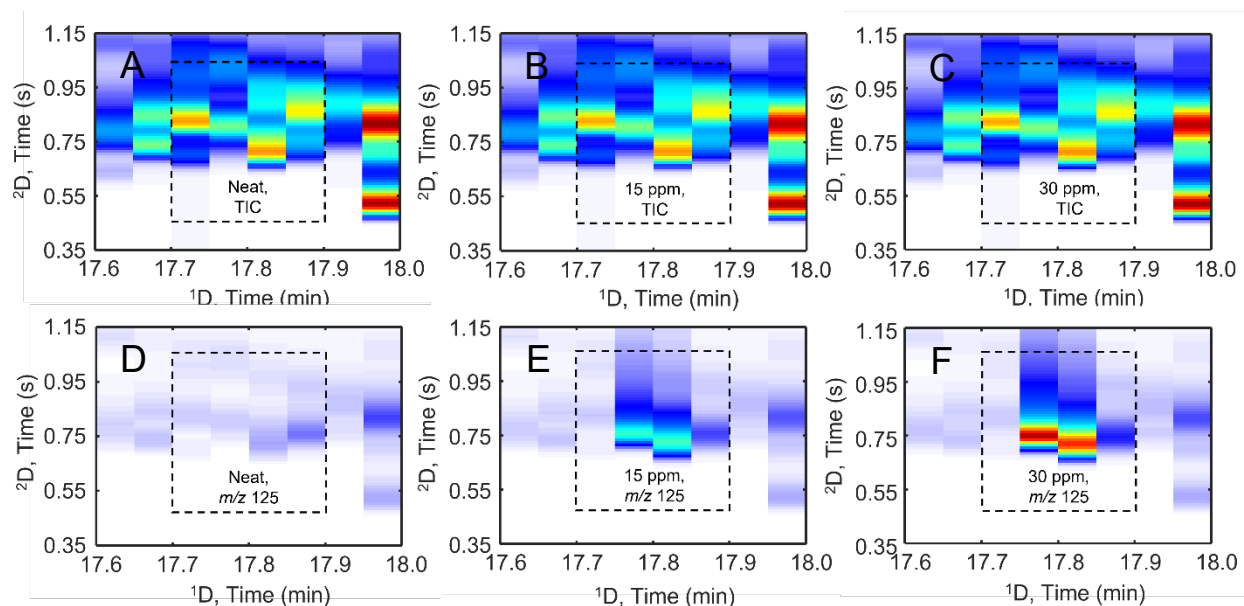 1.15
0.95
0.75
0.55
0.35
²D, Time (s)
A
Neat,
TIC
17.6 17.7 17.8 17.9 18.0
¹D, Time (min)
1.15
0.95
0.75
0.55
0.35
²D, Time (s)
B
15 ppm,
TIC
17.6 17.7 17.8 17.9 18.0
¹D, Time (min)
1.15
0.95
0.75
0.55
0.35
²D, Time (s)
C
30 ppm,
TIC
17.6 17.7 17.8 17.9 18.0
¹D, Time (min)
1.15
0.95
0.75
0.55
0.35
²D, Time (s)
D
Neat,
m/z 125
17.6 17.7 17.8 17.9 18.0
¹D, Time (min)
1.15
0.95
0.75
0.55
0.35
²D, Time (s)
E
15 ppm,
m/z 125
17.6 17.7 17.8 17.9 18.0
¹D, Time (min)
1.15
0.95
0.75
0.55
0.35
²D, Time (s)
F
30 ppm,
m/z 125
17.6 17.7 17.8 17.9 18.0
¹D, Time (min)